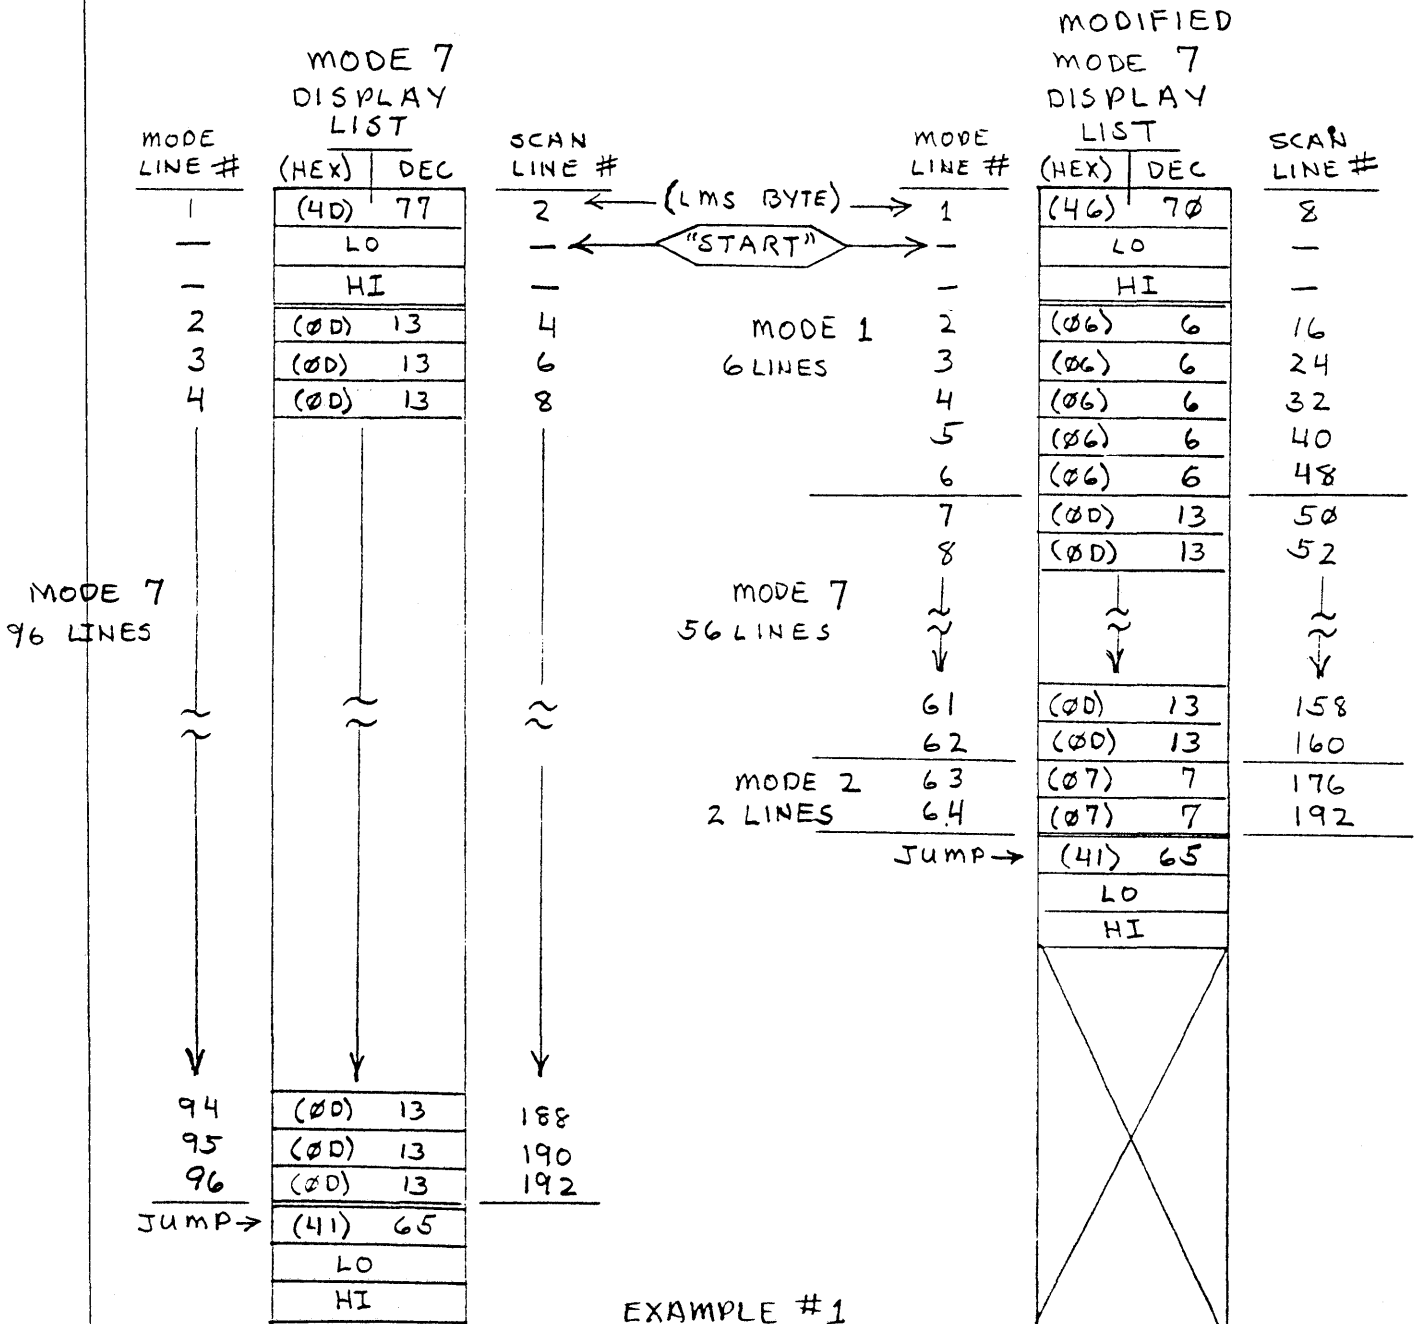 MODE 7
DISPLAY
LIST
MODE
LINE #
(HEX) DEC
SCAN
LINE #
1 (4D) 77 2
— LO —
— HI —
2 (ØD) 13 4
3 (ØD) 13 6
4 (ØD) 13 8
MODE 7
96 LINES
94 (ØD) 13 188
95 (ØD) 13 190
96 (ØD) 13 192
JUMP→ (41) 65
LO
HI
(LMS BYTE)
"START"
MODIFIED
MODE 7
DISPLAY
LIST
MODE
LINE #
(HEX) DEC
SCAN
LINE #
1 (46) 7Ø 8
— LO —
— HI —
MODE 1
6 LINES
2 (Ø6) 6 16
3 (Ø6) 6 24
4 (Ø6) 6 32
5 (Ø6) 6 40
6 (Ø6) 6 48
7 (ØD) 13 5Ø
8 (ØD) 13 52
MODE 7
56 LINES
61 (ØD) 13 158
62 (ØD) 13 160
MODE 2
2 LINES
63 (Ø7) 7 176
64 (Ø7) 7 192
JUMP→ (41) 65
LO
HI
EXAMPLE #1